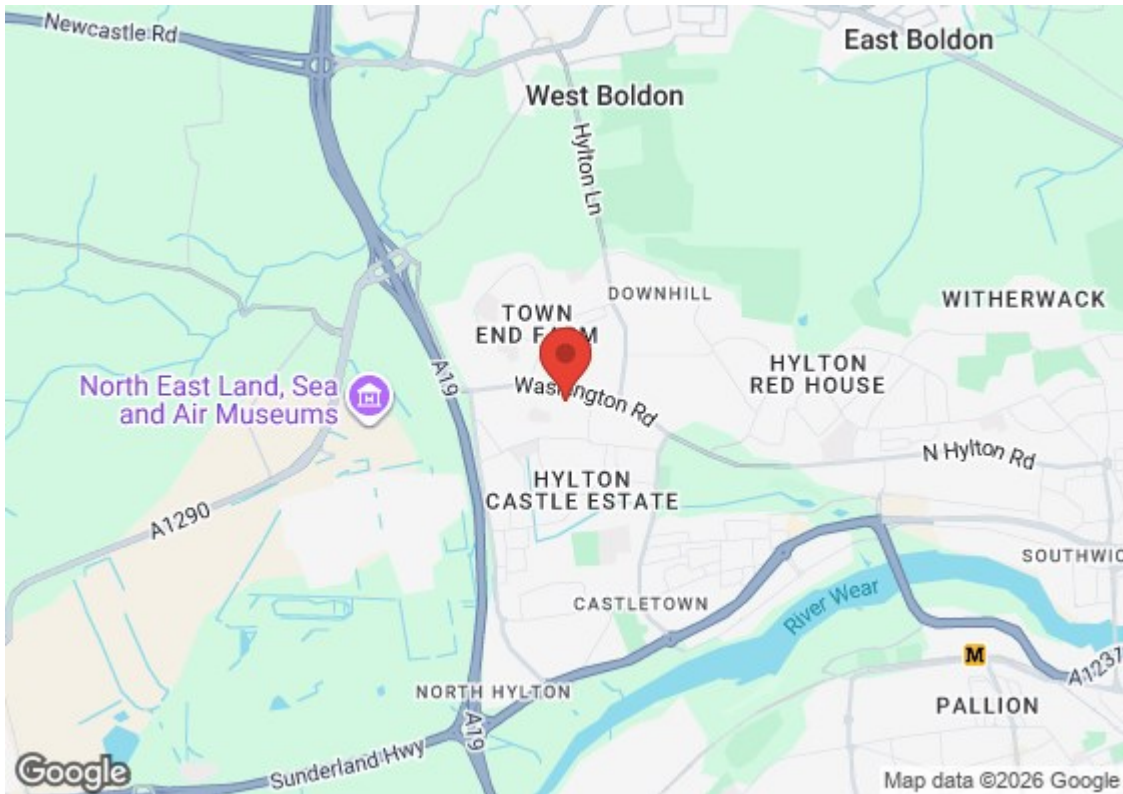 Newcastle Rd
East Boldon
West Boldon
Hylton Ln
DOWNHILL
WITHERWACK
TOWN
END FARM
HYLTON
RED HOUSE
A19
Washington Rd
North East Land, Sea
and Air Museums
N Hylton Rd
HYLTON
CASTLE ESTATE
A1290
SOUTHWIC
CASTLETOWN
River Wear
M
A1231
NORTH HYLTON
PALLION
A19
Sunderland Hwy
Google
Map data ©2026 Google